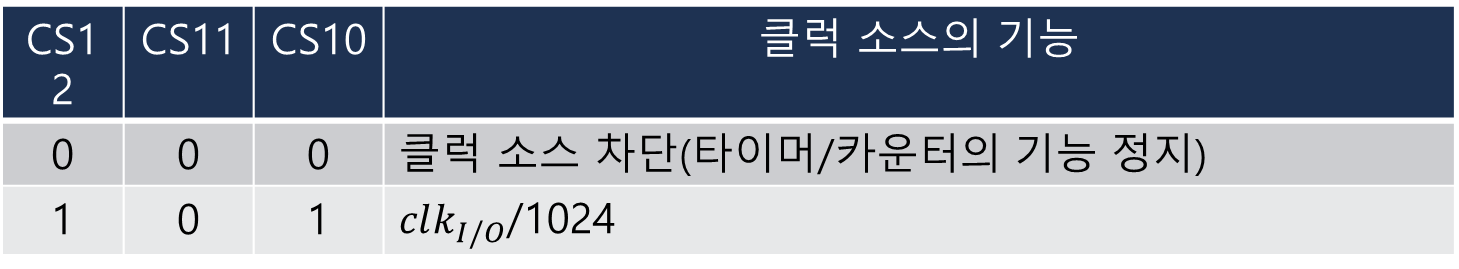 CS1
2
CS11
CS10
클럭 소스의 기능
0 0 0 클럭 소스 차단(타이머/카운터의 기능 정지)
1 0 1 clk_{I/O}/1024